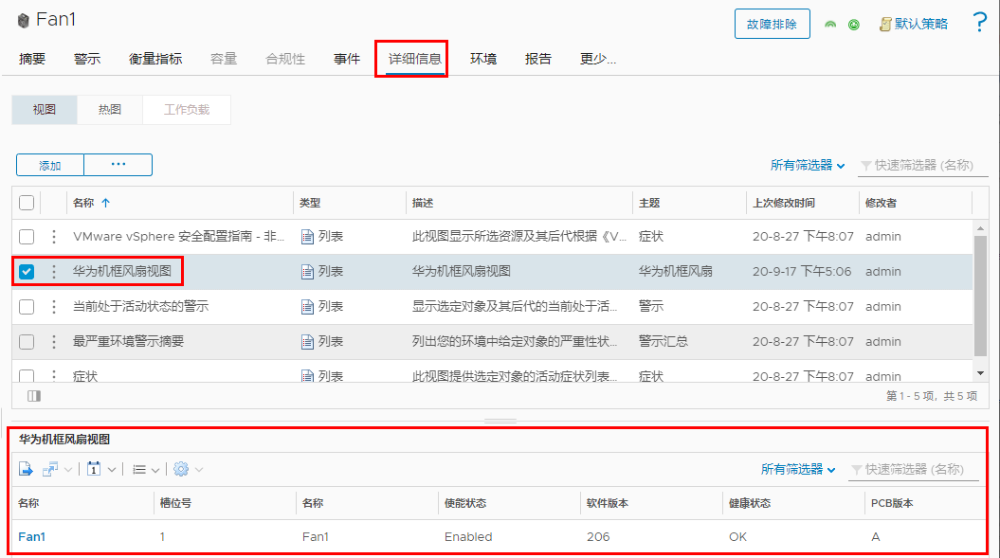 Fan1
故障排除 默认策略 ?
摘要 警示 衡量指标 容量 合规性 事件 详细信息 环境 报告 更少...
视图 热图 工作负载
添加 ... 所有筛选器 快速筛选器 (名称)
名称 类型 描述 主题 上次修改时间 修改者
VMware vSphere 安全配置指南 - 非... 列表 此视图显示所选资源及其后代根据《V... 症状 20-8-27 下午8:07 admin
华为机框风扇视图 列表 华为机框风扇视图 华为机框风扇 20-9-17 下午5:06 admin
当前处于活动状态的警示 列表 显示选定对象及其后代的当前处于活... 警示 20-8-27 下午8:07 admin
最严重环境警示摘要 列表 列出您的环境中给定对象的严重性状... 警示汇总 20-8-27 下午8:07 admin
症状 列表 此视图提供选定对象的活动症状列表... 症状 20-8-27 下午8:07 admin
第 1 - 5 项, 共 5 项
华为机框风扇视图
1 所有筛选器 快速筛选器 (名称)
名称 槽位号 名称 使能状态 软件版本 健康状态 PCB版本
Fan1 1 Fan1 Enabled 206 OK A